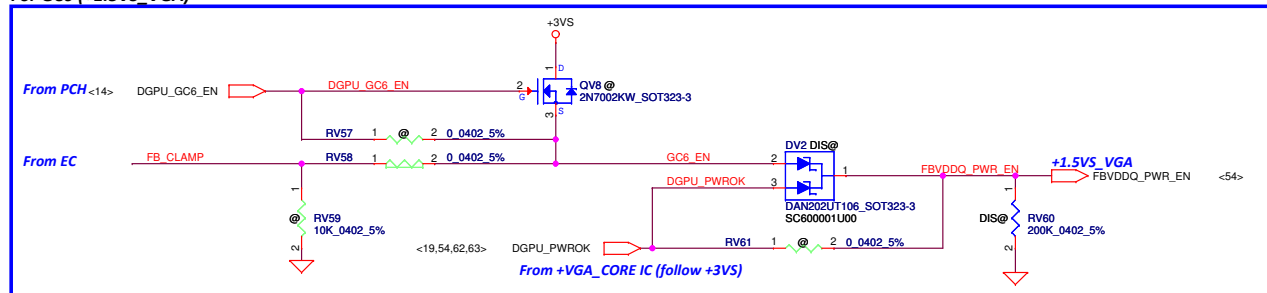 +3VS
1
D
QV8 @
2N7002KW_SOT323-3
From PCH <14> DGPU_GC6_EN DGPU_GC6_EN 2
G
S
3
RV57 1 @ 2 0_0402_5%
From EC FB_CLAMP RV58 1 2 0_0402_5% GC6_EN 2
DV2 DIS@
DGPU_PWROK 3
1 FBVDDQ_PWR_EN
+1.5VS_VGA
FBVDDQ_PWR_EN <54>
DAN202UT106_SOT323-3
SC600001U00
1
@ RV59
10K_0402_5%
2
1
DIS@ RV60
200K_0402_5%
2
<19,54,62,63> DGPU_PWROK RV61 1 @ 2 0_0402_5%
From +VGA_CORE IC (follow +3VS)